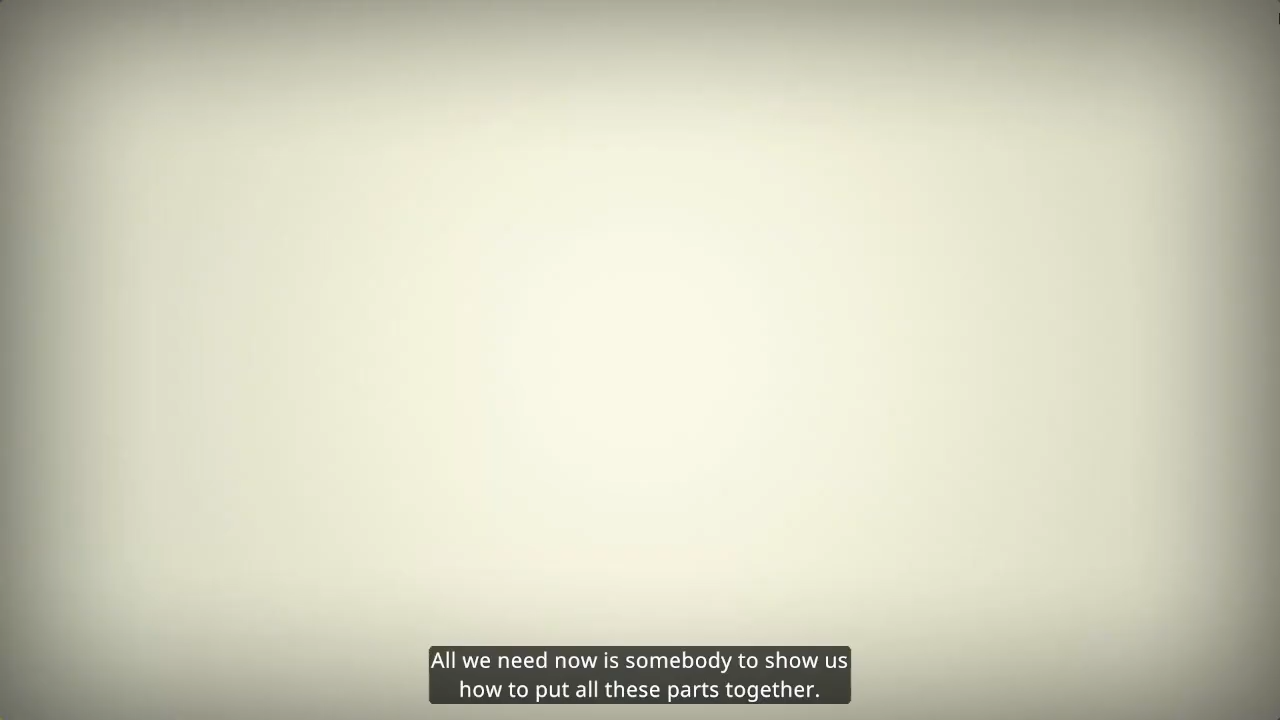 All we need now is somebody to show us
how to put all these parts together.